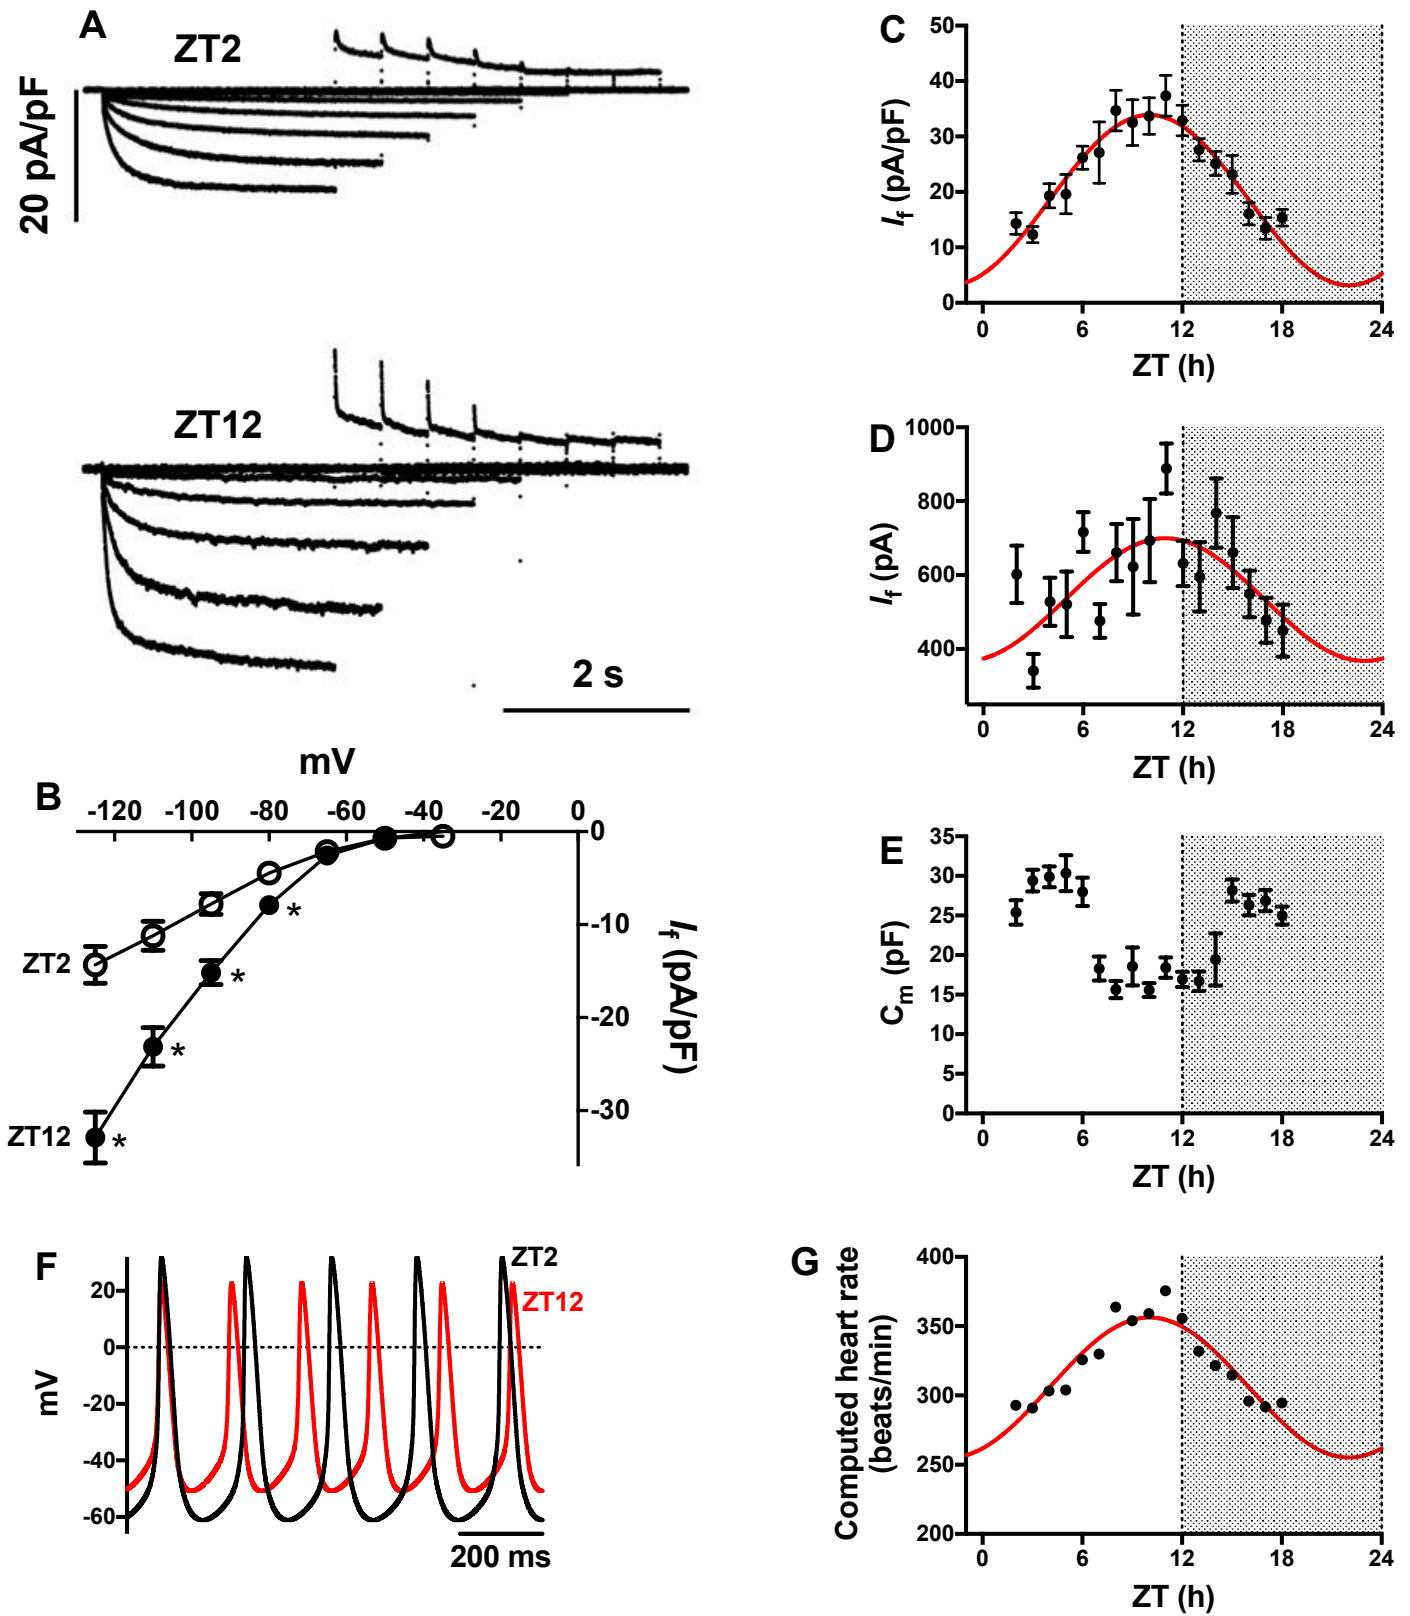 A
ZT2
20 pA/pF
ZT12
2 s
B
mV
-120 -100 -80 -60 -40 -20 0
0
-10
-20
-30
If (pA/pF)
ZT2
*
*
*
ZT12
*
F
ZT2
ZT12
20
0
-20
-40
-60
mV
200 ms
C
50
40
30
20
10
0
If (pA/pF)
0 6 12 18 24
ZT (h)
D
1000
800
600
400
If (pA)
0 6 12 18 24
ZT (h)
E
35
30
25
20
15
10
5
0
Cm (pF)
0 6 12 18 24
ZT (h)
G
400
350
300
250
200
Computed heart rate
(beats/min)
0 6 12 18 24
ZT (h)